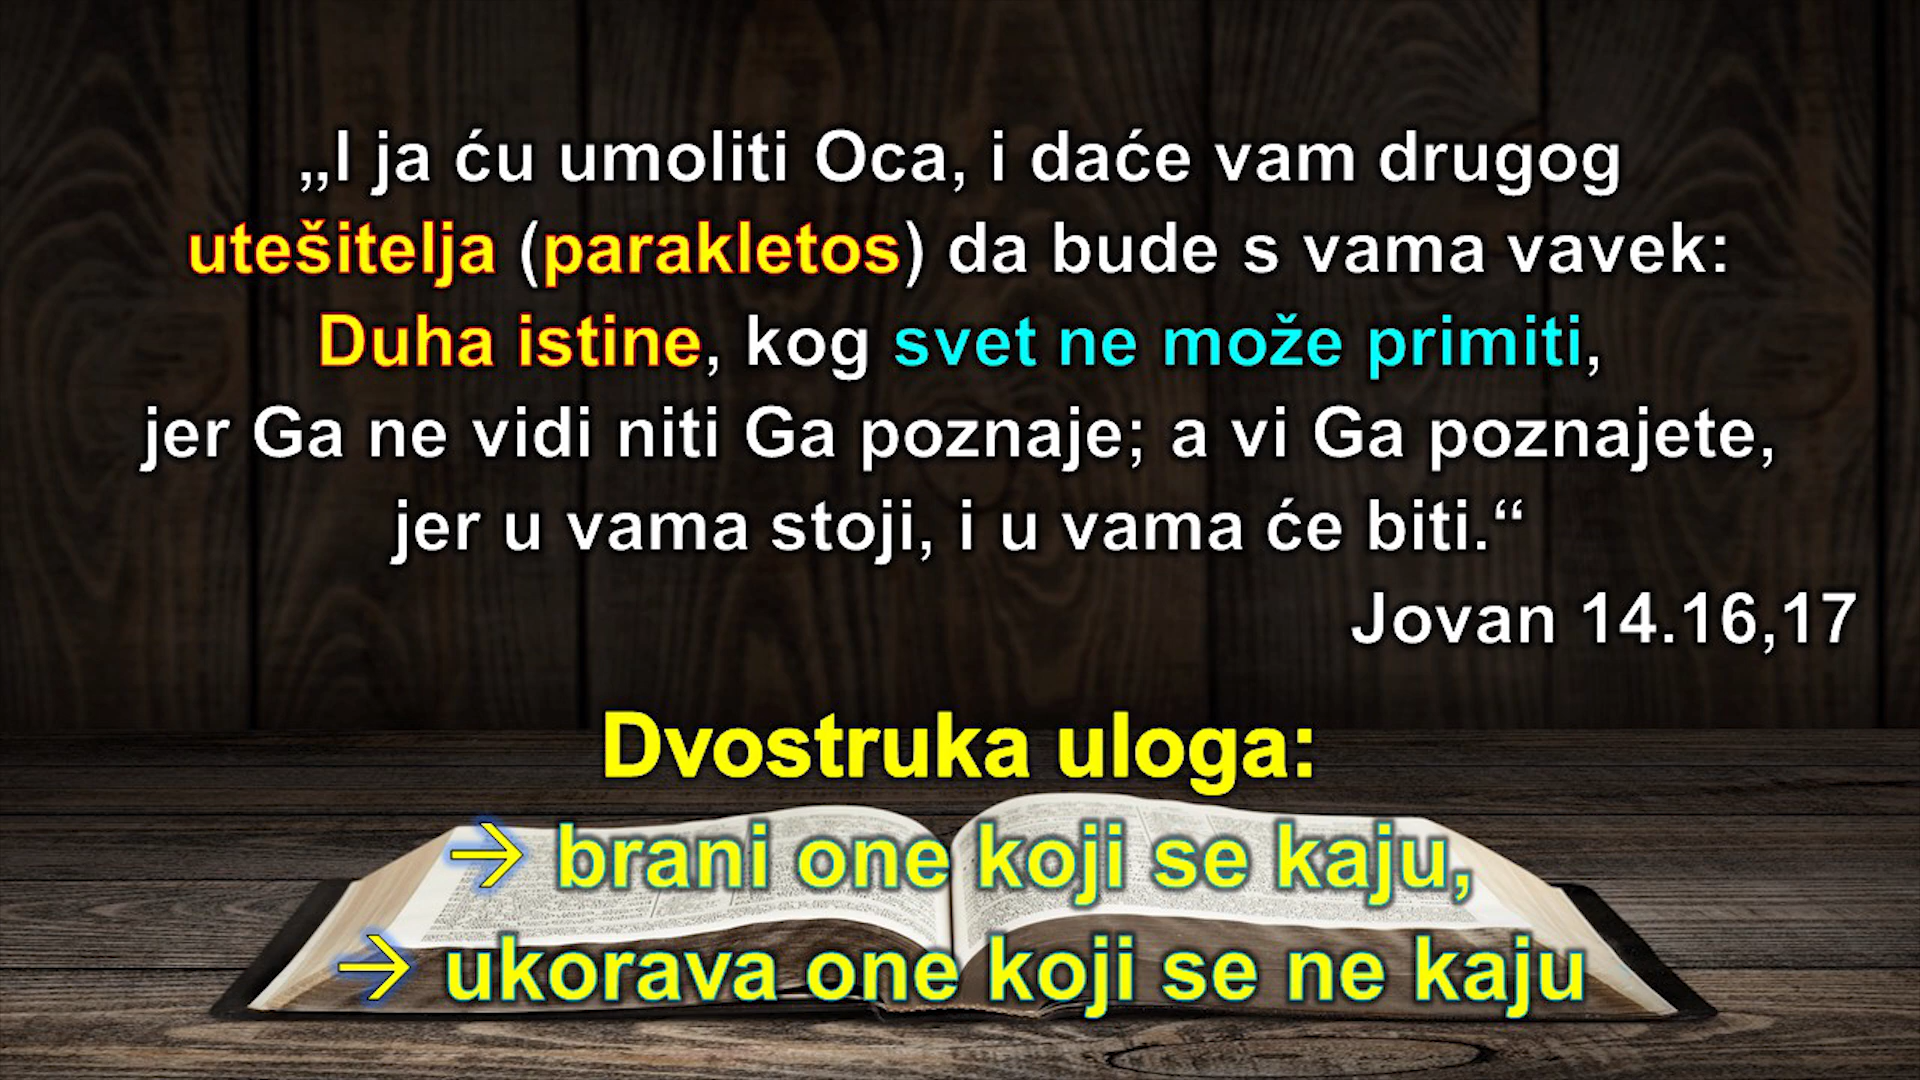 „I ja ću umoliti Oca, i daće vam drugog
utešitelja (parakletos) da bude s vama vavek:
Duha istine, kog svet ne može primiti,
jer Ga ne vidi niti Ga poznaje; a vi Ga poznajete,
jer u vama stoji, i u vama će biti.“
Jovan 14.16,17
Dvostruka uloga:
→ brani one koji se kaju,
→ ukorava one koji se ne kaju